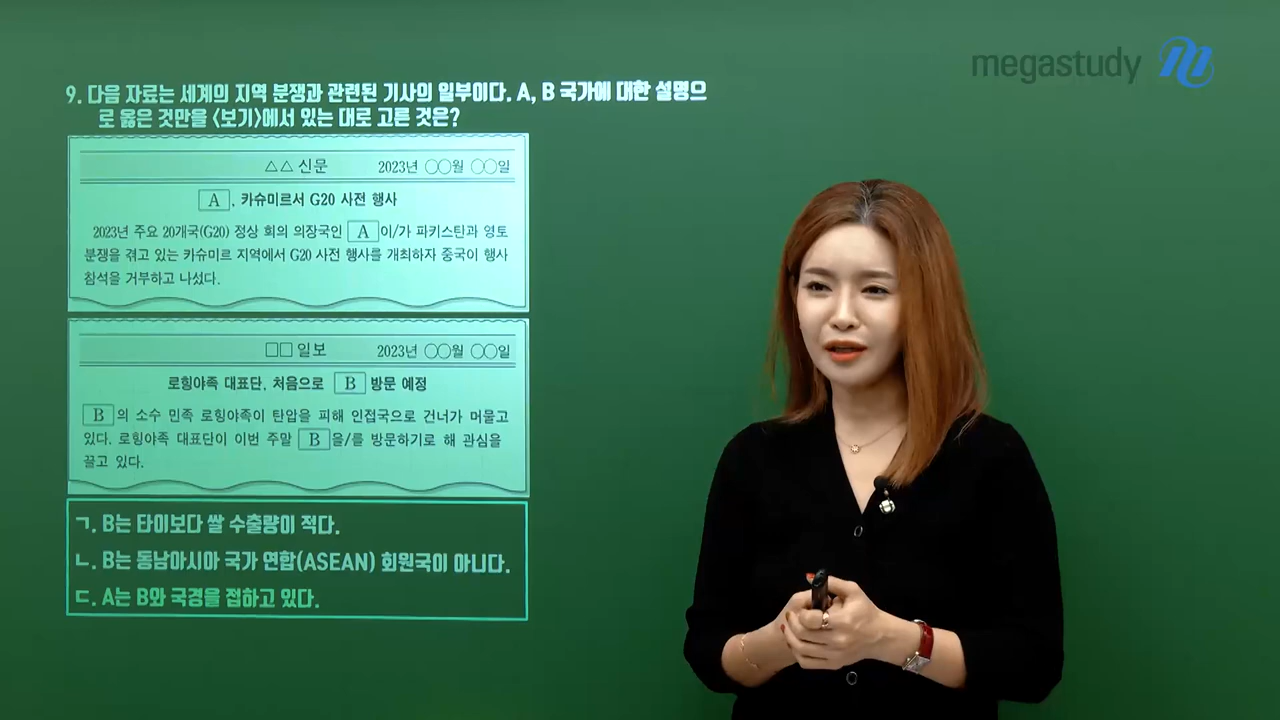 megastudy
9. 다음 자료는 세계의 지역 분쟁과 관련된 기사의 일부이다. A, B 국가에 대한 설명으
로 옳은 것만을 〈보기〉에서 있는 대로 고른 것은?
△△ 신문 2023년 ○○월 ○○일
A, 카슈미르서 G20 사전 행사
2023년 주요 20개국(G20) 정상 회의 의장국인 A 이/가 파키스탄과 영토
분쟁을 겪고 있는 카슈미르 지역에서 G20 사전 행사를 개최하자 중국이 행사
참석을 거부하고 나섰다.
□□ 일보 2023년 ○○월 ○○일
로힝야족 대표단, 처음으로 B 방문 예정
B 의 소수 민족 로힝야족이 탄압을 피해 인접국으로 건너가 머물고
있다. 로힝야족 대표단이 이번 주말 B 을/를 방문하기로 해 관심을
끌고 있다.
ㄱ. B는 타이보다 쌀 수출량이 적다.
ㄴ. B는 동남아시아 국가 연합(ASEAN) 회원국이 아니다.
ㄷ. A는 B와 국경을 접하고 있다.